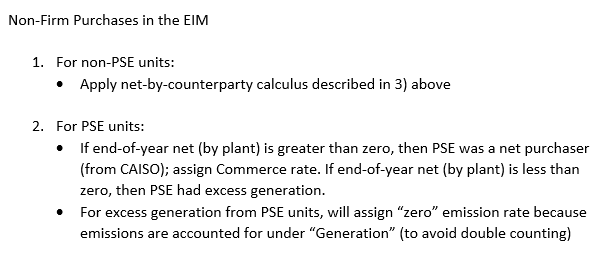 Non-Firm Purchases in the EIM
1. For non-PSE units:
• Apply net-by-counterparty calculus described in 3) above
2. For PSE units:
• If end-of-year net (by plant) is greater than zero, then PSE was a net purchaser
(from CAISO); assign Commerce rate. If end-of-year net (by plant) is less than
zero, then PSE had excess generation.
• For excess generation from PSE units, will assign “zero” emission rate because
emissions are accounted for under “Generation” (to avoid double counting)